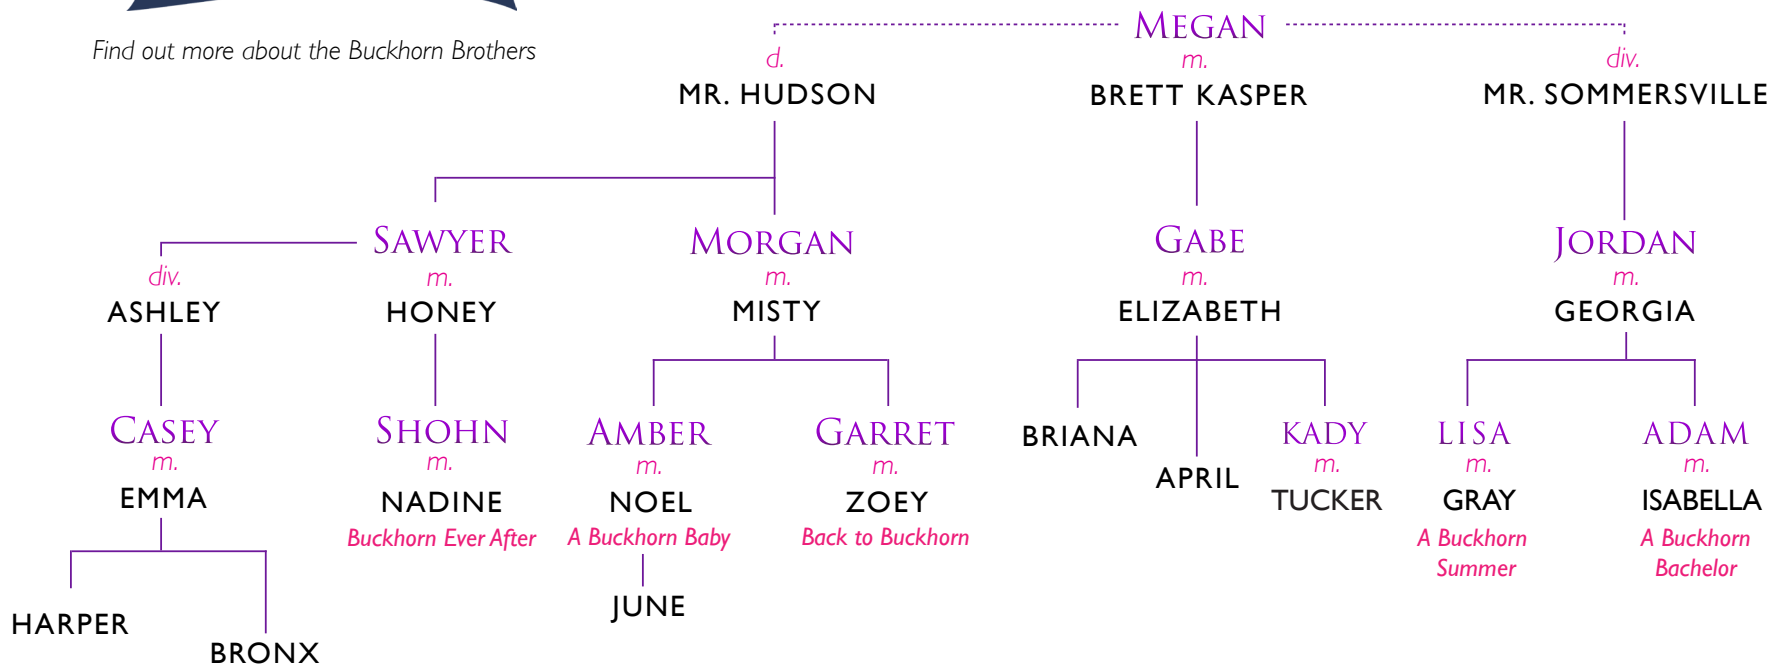 Find out more about the Buckhorn Brothers
MEGAN
d.
m.
div.
MR. HUDSON
BRETT KASPER
MR. SOMMERSVILLE
SAWYER
MORGAN
GABE
JORDAN
div.
m.
m.
m.
m.
ASHLEY
HONEY
MISTY
ELIZABETH
GEORGIA
CASEY
SHOHN
AMBER
GARRET
BRIANA
APRIL
KADY
LISA
ADAM
m.
m.
m.
m.
m.
m.
m.
EMMA
NADINE
NOEL
ZOEY
TUCKER
GRAY
ISABELLA
Buckhorn Ever After
A Buckhorn Baby
Back to Buckhorn
A Buckhorn
Summer
A Buckhorn
Bachelor
HARPER
BRONX
JUNE